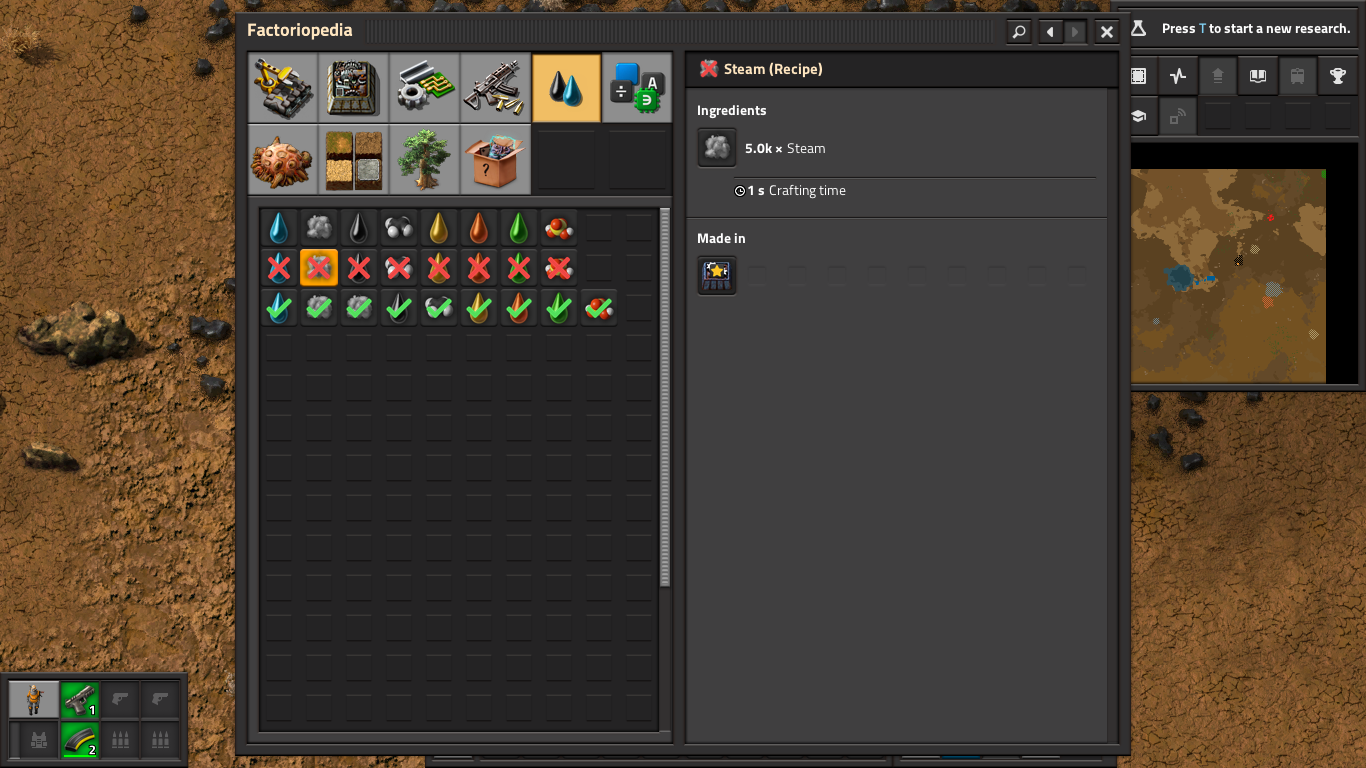 Factoriopedia
Press T to start a new research.
Steam (Recipe)
Ingredients
5.0k × Steam
1 s Crafting time
Made in
A
?
1
2